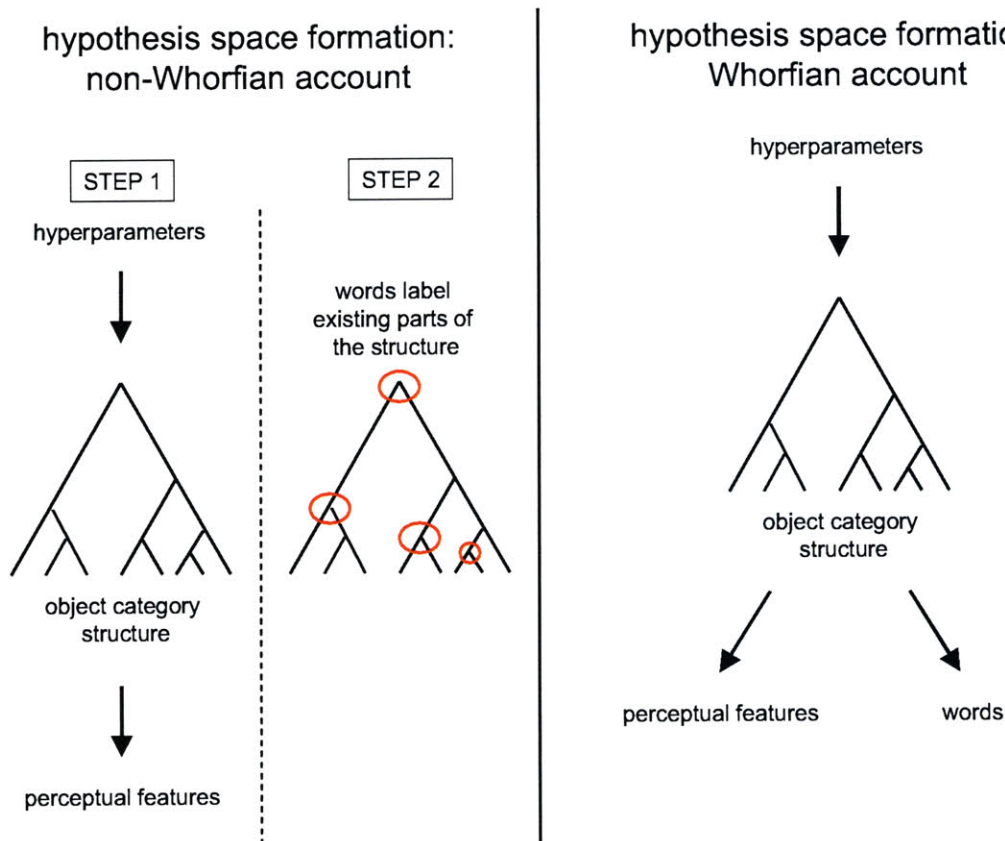 hypothesis space formation:
non-Whorfian account
STEP 1
hyperparameters
object category
structure
perceptual features
STEP 2
words label
existing parts of
the structure
hypothesis space
Whorfian account
hyperparameters
object category
structure
perceptual features
words